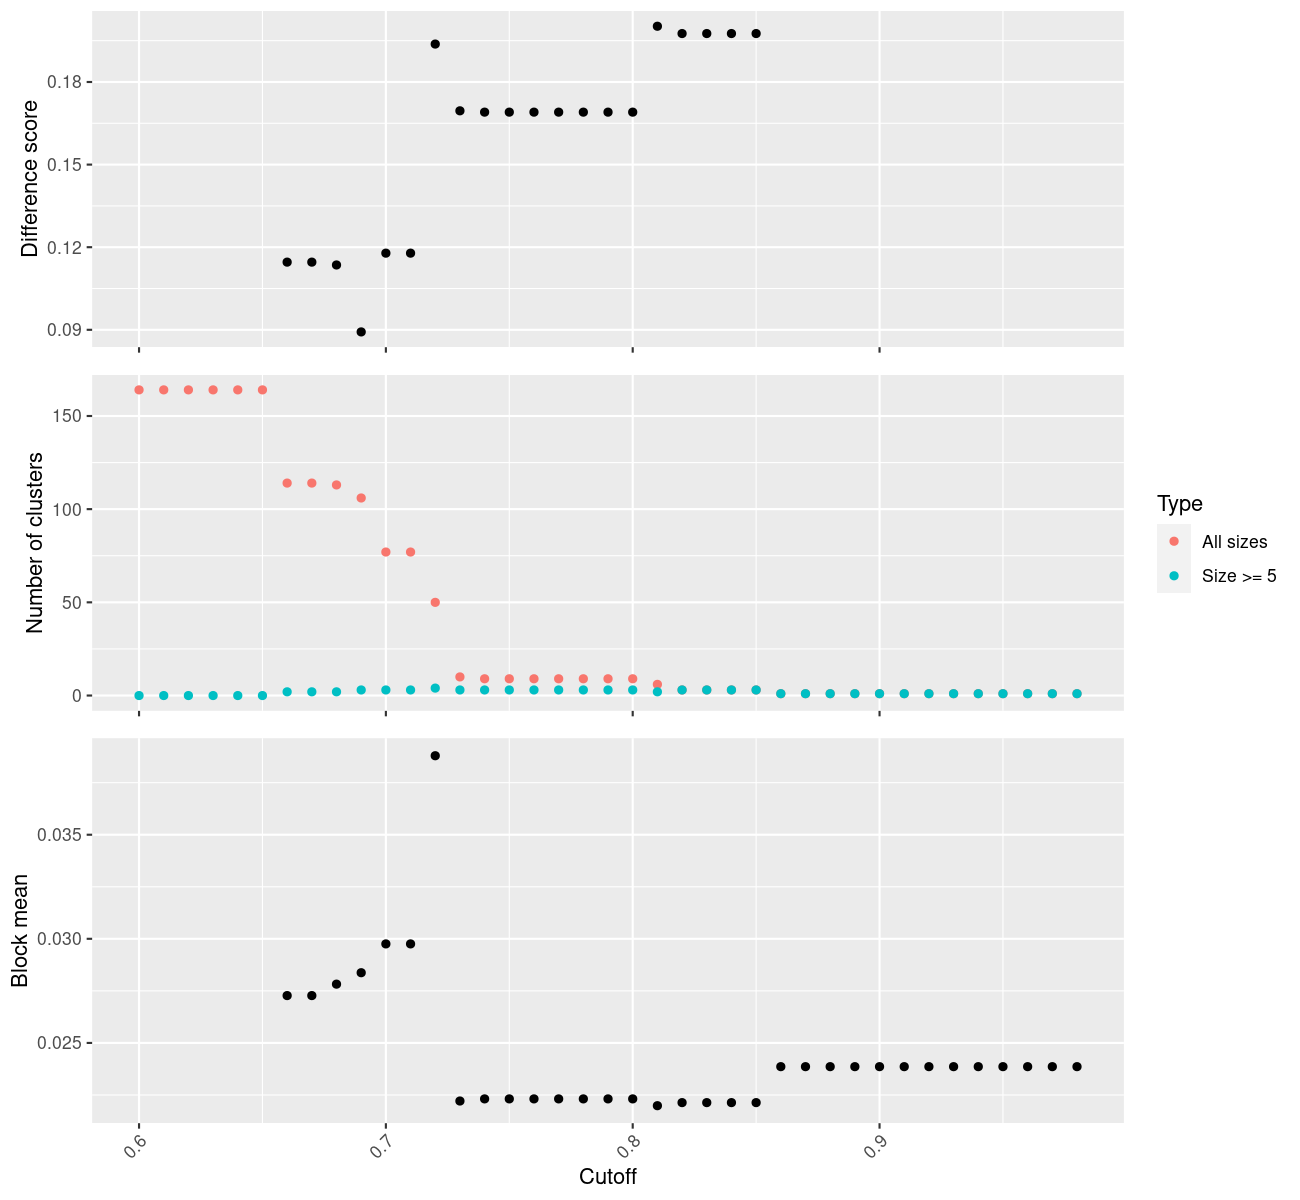 Difference score
0.18
0.15
0.12
0.09
Number of clusters
150
100
50
0
Type
All sizes
Size >= 5
Block mean
0.035
0.030
0.025
0.6
0.7
0.8
0.9
Cutoff